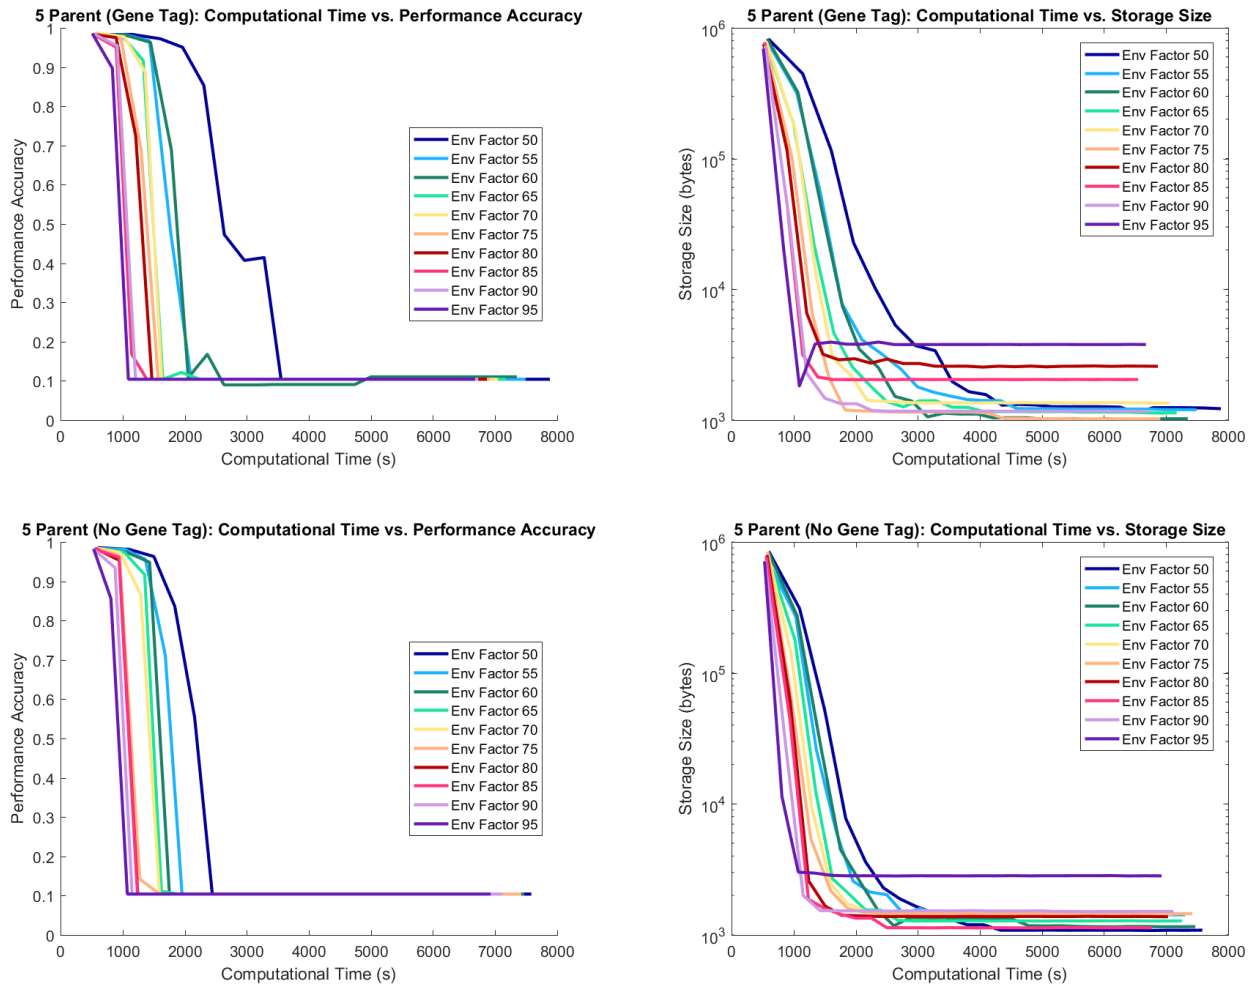 5 Parent (Gene Tag): Computational Time vs. Performance Accuracy
Performance Accuracy
1
0.9
0.8
0.7
0.6
0.5
0.4
0.3
0.2
0.1
0
0 1000 2000 3000 4000 5000 6000 7000 8000
Computational Time (s)
Env Factor 50
Env Factor 55
Env Factor 60
Env Factor 65
Env Factor 70
Env Factor 75
Env Factor 80
Env Factor 85
Env Factor 90
Env Factor 95
5 Parent (Gene Tag): Computational Time vs. Storage Size
Storage Size (bytes)
10^6
10^5
10^4
10^3
0 1000 2000 3000 4000 5000 6000 7000 8000
Computational Time (s)
Env Factor 50
Env Factor 55
Env Factor 60
Env Factor 65
Env Factor 70
Env Factor 75
Env Factor 80
Env Factor 85
Env Factor 90
Env Factor 95
5 Parent (No Gene Tag): Computational Time vs. Performance Accuracy
Performance Accuracy
1
0.9
0.8
0.7
0.6
0.5
0.4
0.3
0.2
0.1
0
0 1000 2000 3000 4000 5000 6000 7000 8000
Computational Time (s)
Env Factor 50
Env Factor 55
Env Factor 60
Env Factor 65
Env Factor 70
Env Factor 75
Env Factor 80
Env Factor 85
Env Factor 90
Env Factor 95
5 Parent (No Gene Tag): Computational Time vs. Storage Size
Storage Size (bytes)
10^6
10^5
10^4
10^3
0 1000 2000 3000 4000 5000 6000 7000 8000
Computational Time (s)
Env Factor 50
Env Factor 55
Env Factor 60
Env Factor 65
Env Factor 70
Env Factor 75
Env Factor 80
Env Factor 85
Env Factor 90
Env Factor 95